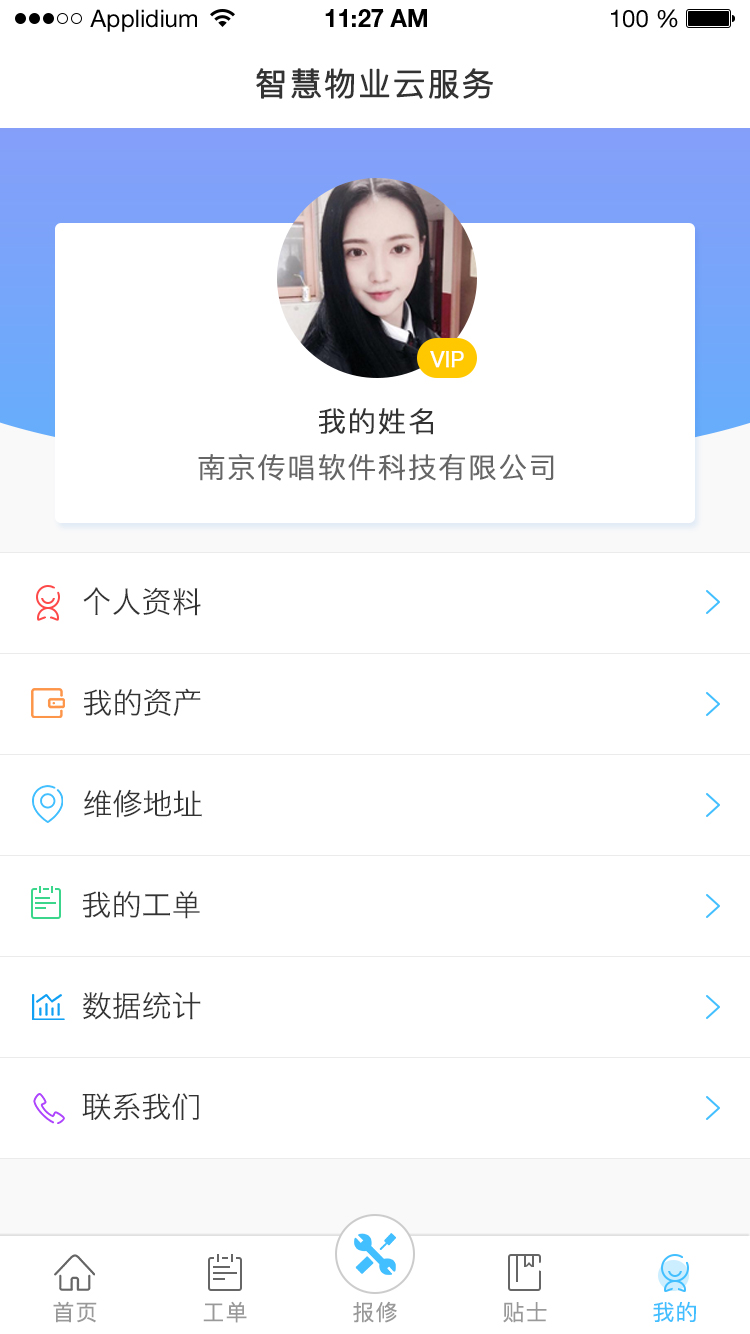 Applidium 11:27 AM 100 %
智慧物业云服务
VIP
我的姓名
南京传唱软件科技有限公司
个人资料
我的资产
维修地址
我的工单
数据统计
联系我们
首页 工单 报修 贴士 我的